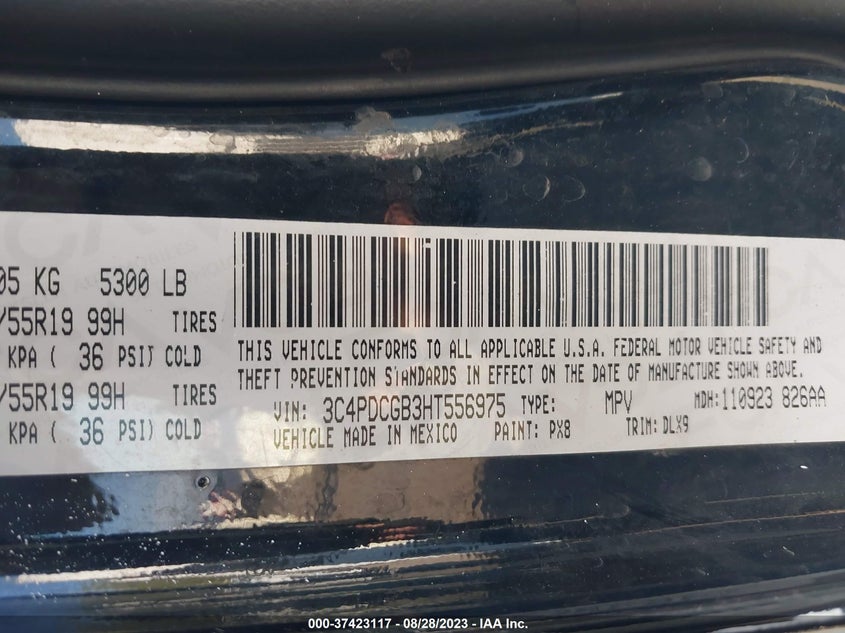 05 KG 5300 LB
/55R19 99H TIRES
KPA ( 36 PSI) COLD
/55R19 99H TIRES
KPA ( 36 PSI) COLD
THIS VEHICLE CONFORMS TO ALL APPLICABLE U.S.A. FEDERAL MOTOR VEHICLE SAFETY AND
THEFT PREVENTION STANDARDS IN EFFECT ON THE DATE OF MANUFACTURE SHOWN ABOVE.
VIN: 3C4PDCGB3HT556975 TYPE: MPV MDH: 110923 826AA
VEHICLE MADE IN MEXICO PAINT: PX8 TRIM: DLX9
000-37423117 - 08/28/2023 - IAA Inc.